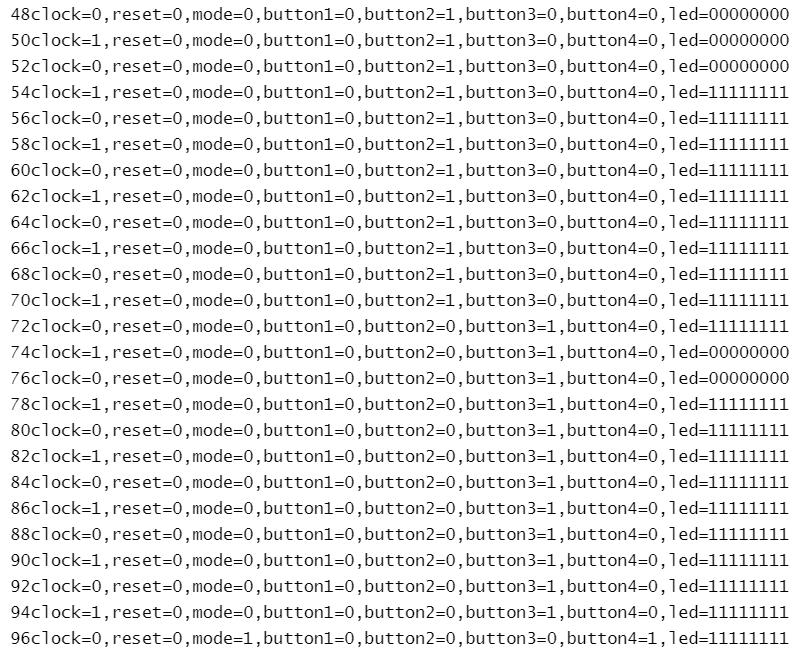 48clock=0,reset=0,mode=0,button1=0,button2=1,button3=0,button4=0,led=00000000
50clock=1,reset=0,mode=0,button1=0,button2=1,button3=0,button4=0,led=00000000
52clock=0,reset=0,mode=0,button1=0,button2=1,button3=0,button4=0,led=00000000
54clock=1,reset=0,mode=0,button1=0,button2=1,button3=0,button4=0,led=11111111
56clock=0,reset=0,mode=0,button1=0,button2=1,button3=0,button4=0,led=11111111
58clock=1,reset=0,mode=0,button1=0,button2=1,button3=0,button4=0,led=11111111
60clock=0,reset=0,mode=0,button1=0,button2=1,button3=0,button4=0,led=11111111
62clock=1,reset=0,mode=0,button1=0,button2=1,button3=0,button4=0,led=11111111
64clock=0,reset=0,mode=0,button1=0,button2=1,button3=0,button4=0,led=11111111
66clock=1,reset=0,mode=0,button1=0,button2=1,button3=0,button4=0,led=11111111
68clock=0,reset=0,mode=0,button1=0,button2=1,button3=0,button4=0,led=11111111
70clock=1,reset=0,mode=0,button1=0,button2=1,button3=0,button4=0,led=11111111
72clock=0,reset=0,mode=0,button1=0,button2=0,button3=1,button4=0,led=11111111
74clock=1,reset=0,mode=0,button1=0,button2=0,button3=1,button4=0,led=00000000
76clock=0,reset=0,mode=0,button1=0,button2=0,button3=1,button4=0,led=00000000
78clock=1,reset=0,mode=0,button1=0,button2=0,button3=1,button4=0,led=11111111
80clock=0,reset=0,mode=0,button1=0,button2=0,button3=1,button4=0,led=11111111
82clock=1,reset=0,mode=0,button1=0,button2=0,button3=1,button4=0,led=11111111
84clock=0,reset=0,mode=0,button1=0,button2=0,button3=1,button4=0,led=11111111
86clock=1,reset=0,mode=0,button1=0,button2=0,button3=1,button4=0,led=11111111
88clock=0,reset=0,mode=0,button1=0,button2=0,button3=1,button4=0,led=11111111
90clock=1,reset=0,mode=0,button1=0,button2=0,button3=1,button4=0,led=11111111
92clock=0,reset=0,mode=0,button1=0,button2=0,button3=1,button4=0,led=11111111
94clock=1,reset=0,mode=0,button1=0,button2=0,button3=1,button4=0,led=11111111
96clock=0,reset=0,mode=1,button1=0,button2=0,button3=0,button4=1,led=11111111